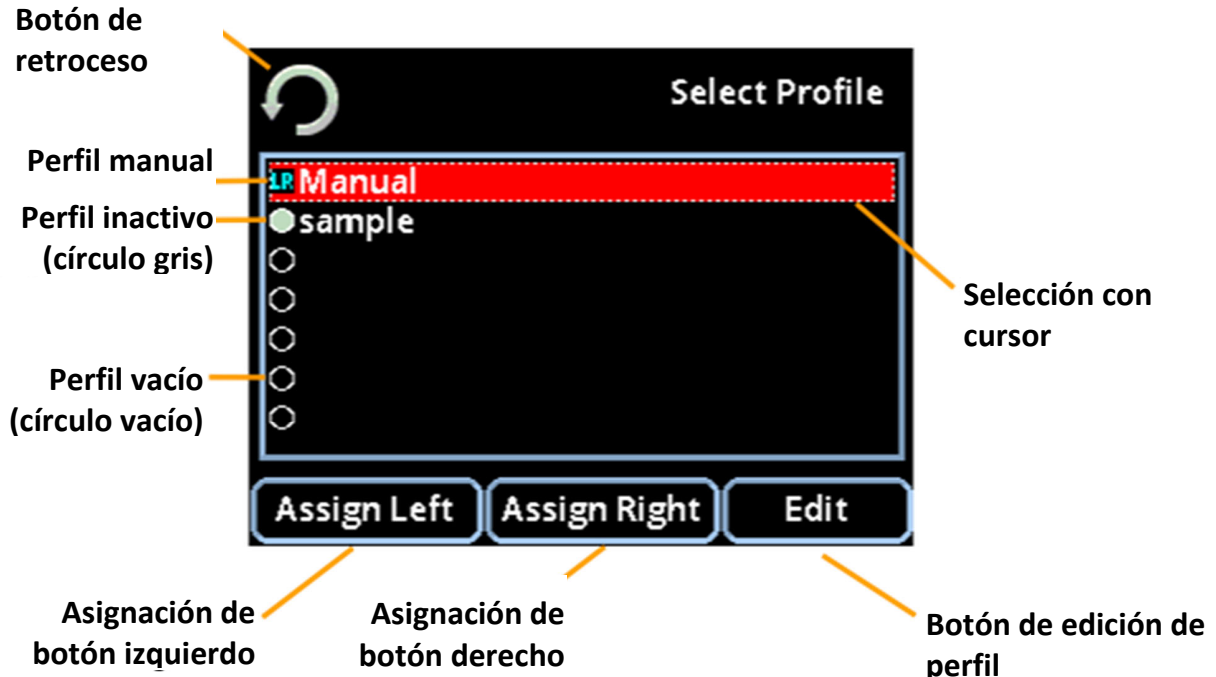 Botón de
retroceso
Select Profile
Perfil manual
LR Manual
Perfil inactivo
(círculo gris)
sample
Selección con
cursor
Perfil vacío
(círculo vacío)
Assign Left
Assign Right
Edit
Asignación de
botón izquierdo
Asignación de
botón derecho
Botón de edición de
perfil